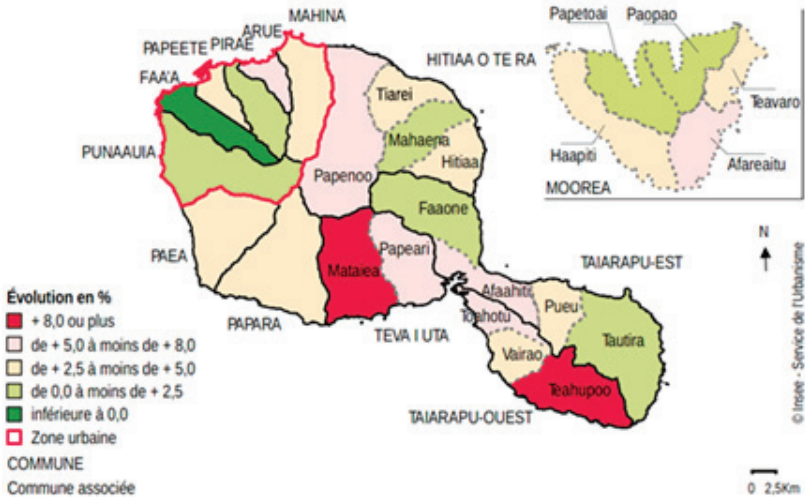 MAHINA
ARUE
PIRAE
PAPEETE
FAA'A
PUNAAUIA
HITIAA O TE RA
Tiarei
Mahaena
Hitiaa
Papenoo
Faaone
PAEA
Mataiea
Papeari
PAPARA
TEVA I UTA
Afaahiti
Toahotu
Pueu
Vairao
Tautira
Teahupoo
TAIARAPU-EST
TAIARAPU-OUEST
Papetoai
Paopao
Teavaro
Haapiti
Afareaitu
MOOREA
N
Évolution en %
+ 8,0 ou plus
de + 5,0 à moins de + 8,0
de + 2,5 à moins de + 5,0
de 0,0 à moins de + 2,5
inférieure à 0,0
Zone urbaine
COMMUNE
Commune associée
© Insee - Service de l'Urbanisme
0 2,5Km